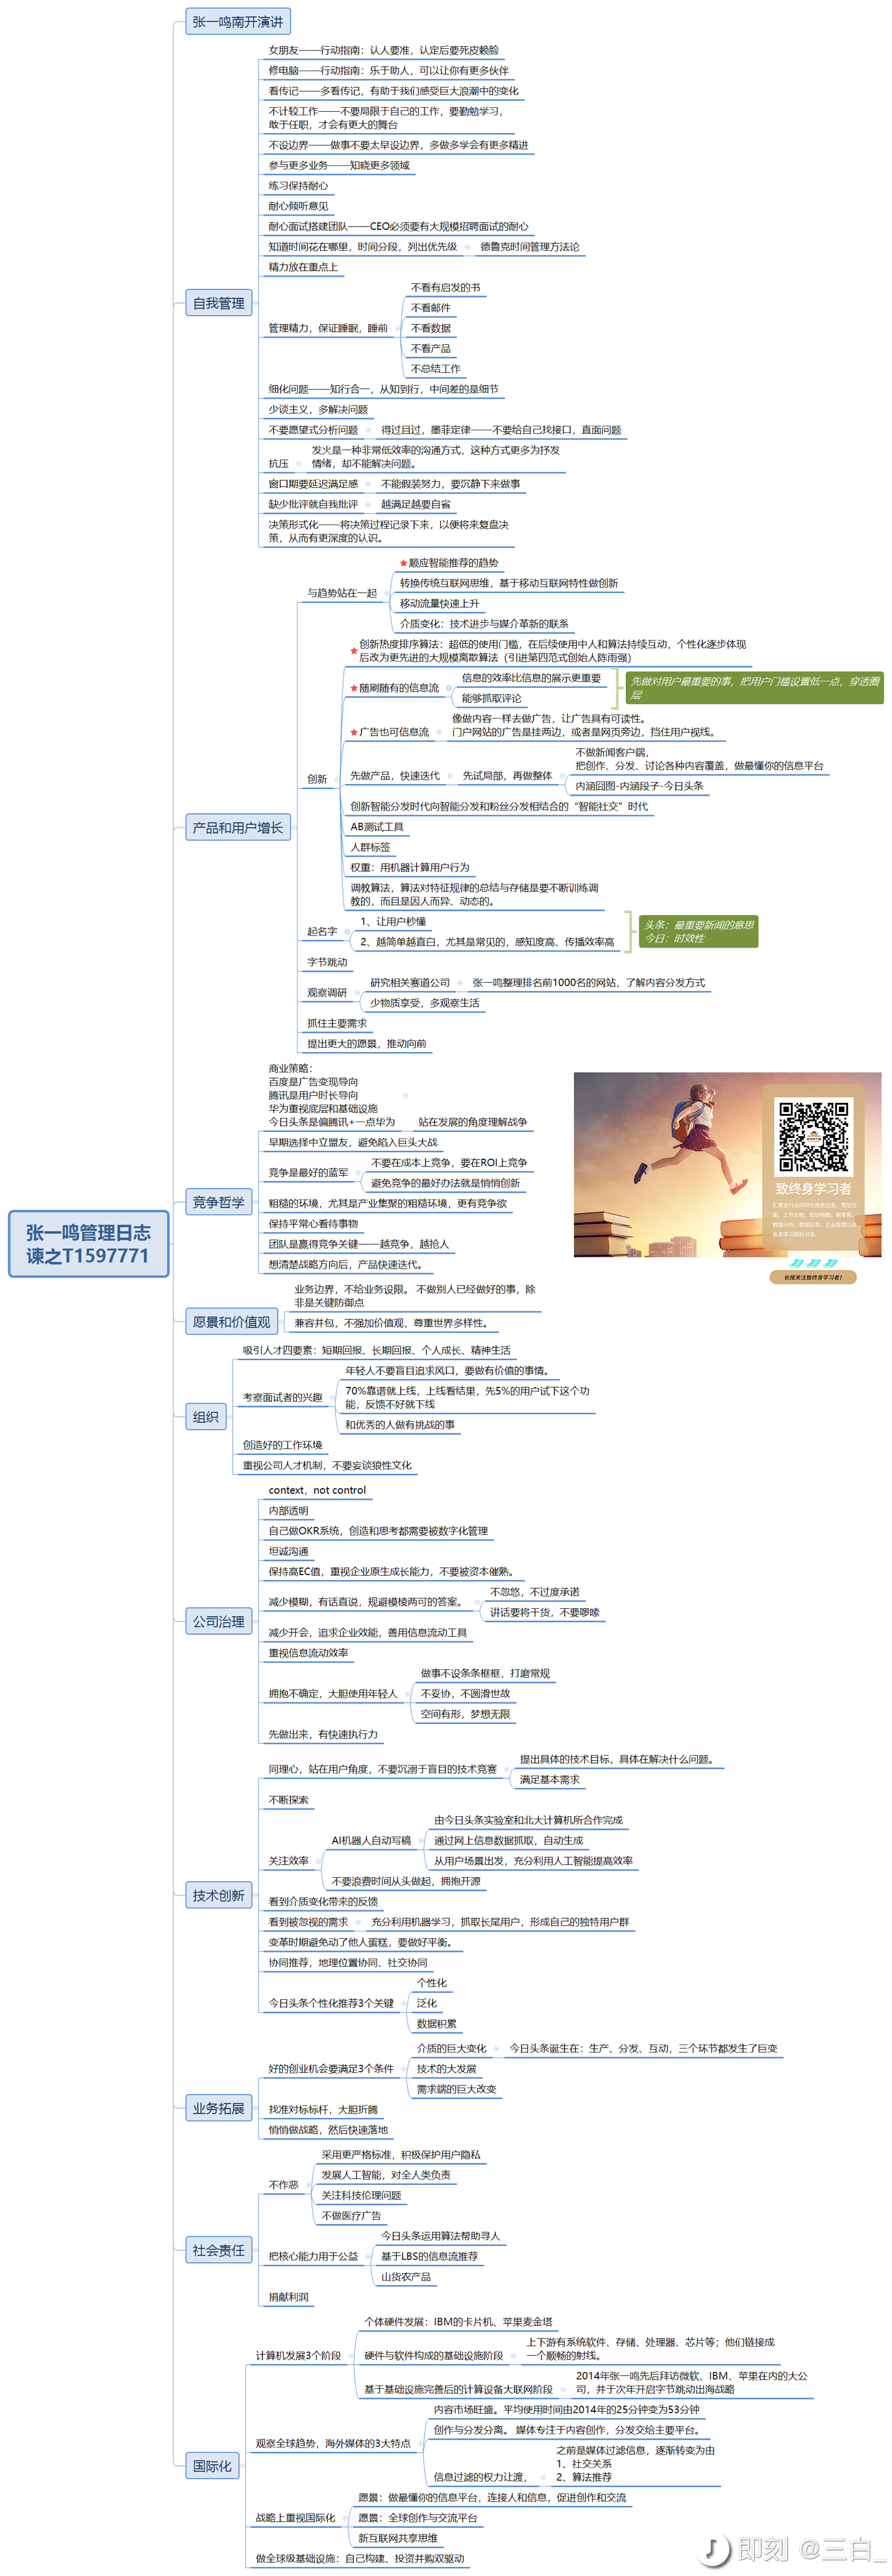 张一鸣管理日志
谏之T1597771
张一鸣南开演讲
自我管理
女朋友——行动指南：认人要准，认定后要死皮赖脸
修电脑——行动指南：乐于助人，可以让你有更多伙伴
看传记——多看传记，有助于我们感受巨大浪潮中的变化
不计较工作——不要局限于自己的工作，要勤勉学习，
敢于任职，才会有更大的舞台
不设边界——做事不要太早设边界，多做多学会有更多精进
参与更多业务——知晓更多领域
练习保持耐心
耐心倾听意见
耐心面试搭建团队——CEO必须要有大规模招聘面试的耐心
知道时间花在哪里，时间分段，列出优先级
德鲁克时间管理方法论
精力放在重点上
管理精力，保证睡眠，睡前
不看有启发的书
不看邮件
不看数据
不看产品
不总结工作
细化问题——知行合一，从知到行，中间差的是细节
少谈主义，多解决问题
不要愿望式分析问题
得过且过，墨菲定律——不要给自己找接口，直面问题
抗压
发火是一种非常低效率的沟通方式，这种方式更多为抒发
情绪，却不能解决问题。
窗口期要延迟满足感
不能假装努力，要沉静下来做事
缺少批评就自我批评
越满足越要自省
决策形式化——将决策过程记录下来，以便将来复盘决
策，从而有更深度的认识。
产品和用户增长
与趋势站在一起
顺应智能推荐的趋势
转换传统互联网思维，基于移动互联网特性做创新
移动流量快速上升
介质变化：技术进步与媒介革新的联系
创新
创新热度排序算法：超低的使用门槛，在后续使用中人和算法持续互动，个性化逐步体现
后改为更先进的大规模离散算法（引进第四范式创始人陈雨强）
随刷随有的信息流
信息的效率比信息的展示更重要
能够抓取评论
先做对用户最重要的事，把用户门槛设置低一点，穿透圈
层
广告也可信息流
像做内容一样去做广告，让广告具有可读性。
门户网站的广告是挂两边，或者是网页旁边，挡住用户视线。
先做产品，快速迭代
先试局部，再做整体
不做新闻客户端，
把创作、分发、讨论各种内容覆盖，做最懂你的信息平台
内涵囧图-内涵段子-今日头条
创新智能分发时代向智能分发和粉丝分发相结合的“智能社交”时代
AB测试工具
人群标签
权重：用机器计算用户行为
调教算法，算法对特征规律的总结与存储是要不断训练调
教的，而且是因人而异、动态的。
起名字
1、让用户秒懂
2、越简单越直白，尤其是常见的，感知度高、传播效率高
头条：最重要新闻的意思
今日：时效性
字节跳动
观察调研
研究相关赛道公司
张一鸣整理排名前1000名的网站，了解内容分发方式
少物质享受，多观察生活
抓住主要需求
提出更大的愿景，推动向前
竞争哲学
商业策略：
百度是广告变现导向
腾讯是用户时长导向
华为重视底层和基础设施
今日头条是偏腾讯+一点华为
站在发展的角度理解战争
早期选择中立盟友，避免陷入巨头大战
竞争是最好的蓝军
不要在成本上竞争，要在ROI上竞争
避免竞争的最好办法就是悄悄创新
粗糙的环境，尤其是产业集聚的粗糙环境，更有竞争欲
保持平常心看待事物
团队是赢得竞争关键——越竞争，越抢人
想清楚战略方向后，产品快速迭代。
致终身学习者
长按关注致终身学习者！
愿景和价值观
业务边界，不给业务设限。 不做别人已经做好的事，除
非是关键防御点
兼容并包，不强加价值观，尊重世界多样性。
组织
吸引人才四要素：短期回报、长期回报、个人成长、精神生活
考察面试者的兴趣
年轻人不要盲目追求风口，要做有价值的事情。
70%靠谱就上线，上线看结果，先5%的用户试下这个功
能，反馈不好就下线
和优秀的人做有挑战的事
创造好的工作环境
重视公司人才机制，不要妄谈狼性文化
公司治理
context，not control
内部透明
自己做OKR系统，创造和思考都需要被数字化管理
坦诚沟通
保持高EC值，重视企业原生成长能力，不要被资本催熟。
减少模糊，有话直说，规避模棱两可的答案。
不忽悠，不过度承诺
讲话要将干货，不要啰嗦
减少开会，追求企业效能，善用信息流动工具
重视信息流动效率
拥抱不确定，大胆使用年轻人
做事不设条条框框，打磨常规
不妥协，不圆滑世故
空间有形，梦想无限
先做出来，有快速执行力
技术创新
同理心，站在用户角度，不要沉溺于盲目的技术竞赛
提出具体的技术目标，具体在解决什么问题。
满足基本需求
不断探索
关注效率
AI机器人自动写稿
由今日头条实验室和北大计算机所合作完成
通过网上信息数据抓取，自动生成
从用户场景出发，充分利用人工智能提高效率
不要浪费时间从头做起，拥抱开源
看到介质变化带来的反馈
看到被忽视的需求
充分利用机器学习，抓取长尾用户，形成自己的独特用户群
变革时期避免动了他人蛋糕，要做好平衡。
协同推荐，地理位置协同、社交协同
今日头条个性化推荐3个关键
个性化
泛化
数据积累
业务拓展
好的创业机会要满足3个条件
介质的巨大变化
今日头条诞生在：生产、分发、互动，三个环节都发生了巨变
技术的大发展
需求端的巨大改变
找准对标标杆，大胆折腾
悄悄做战略，然后快速落地
社会责任
不作恶
采用更严格标准，积极保护用户隐私
发展人工智能，对全人类负责
关注科技伦理问题
不做医疗广告
把核心能力用于公益
今日头条运用算法帮助寻人
基于LBS的信息流推荐
山货农产品
捐献利润
国际化
计算机发展3个阶段
个体硬件发展：IBM的卡片机、苹果麦金塔
硬件与软件构成的基础设施阶段
上下游有系统软件、存储、处理器、芯片等；他们链接成
一个顺畅的射线。
基于基础设施完善后的计算设备大联网阶段
2014年张一鸣先后拜访微软、IBM、苹果在内的大公
司，并于次年开启字节跳动出海战略
观察全球趋势，海外媒体的3大特点
内容市场旺盛。平均使用时间由2014年的25分钟变为53分钟
创作与分发分离。 媒体专注于内容创作，分发交给主要平台。
信息过滤的权力让渡，
之前是媒体过滤信息，逐渐转变为由
1、社交关系
2、算法推荐
战略上重视国际化
愿景：做最懂你的信息平台，连接人和信息，促进创作和交流
愿景：全球创作与交流平台
新互联网共享思维
做全球级基础设施：自己构建、投资并购双驱动
即刻 @三白_